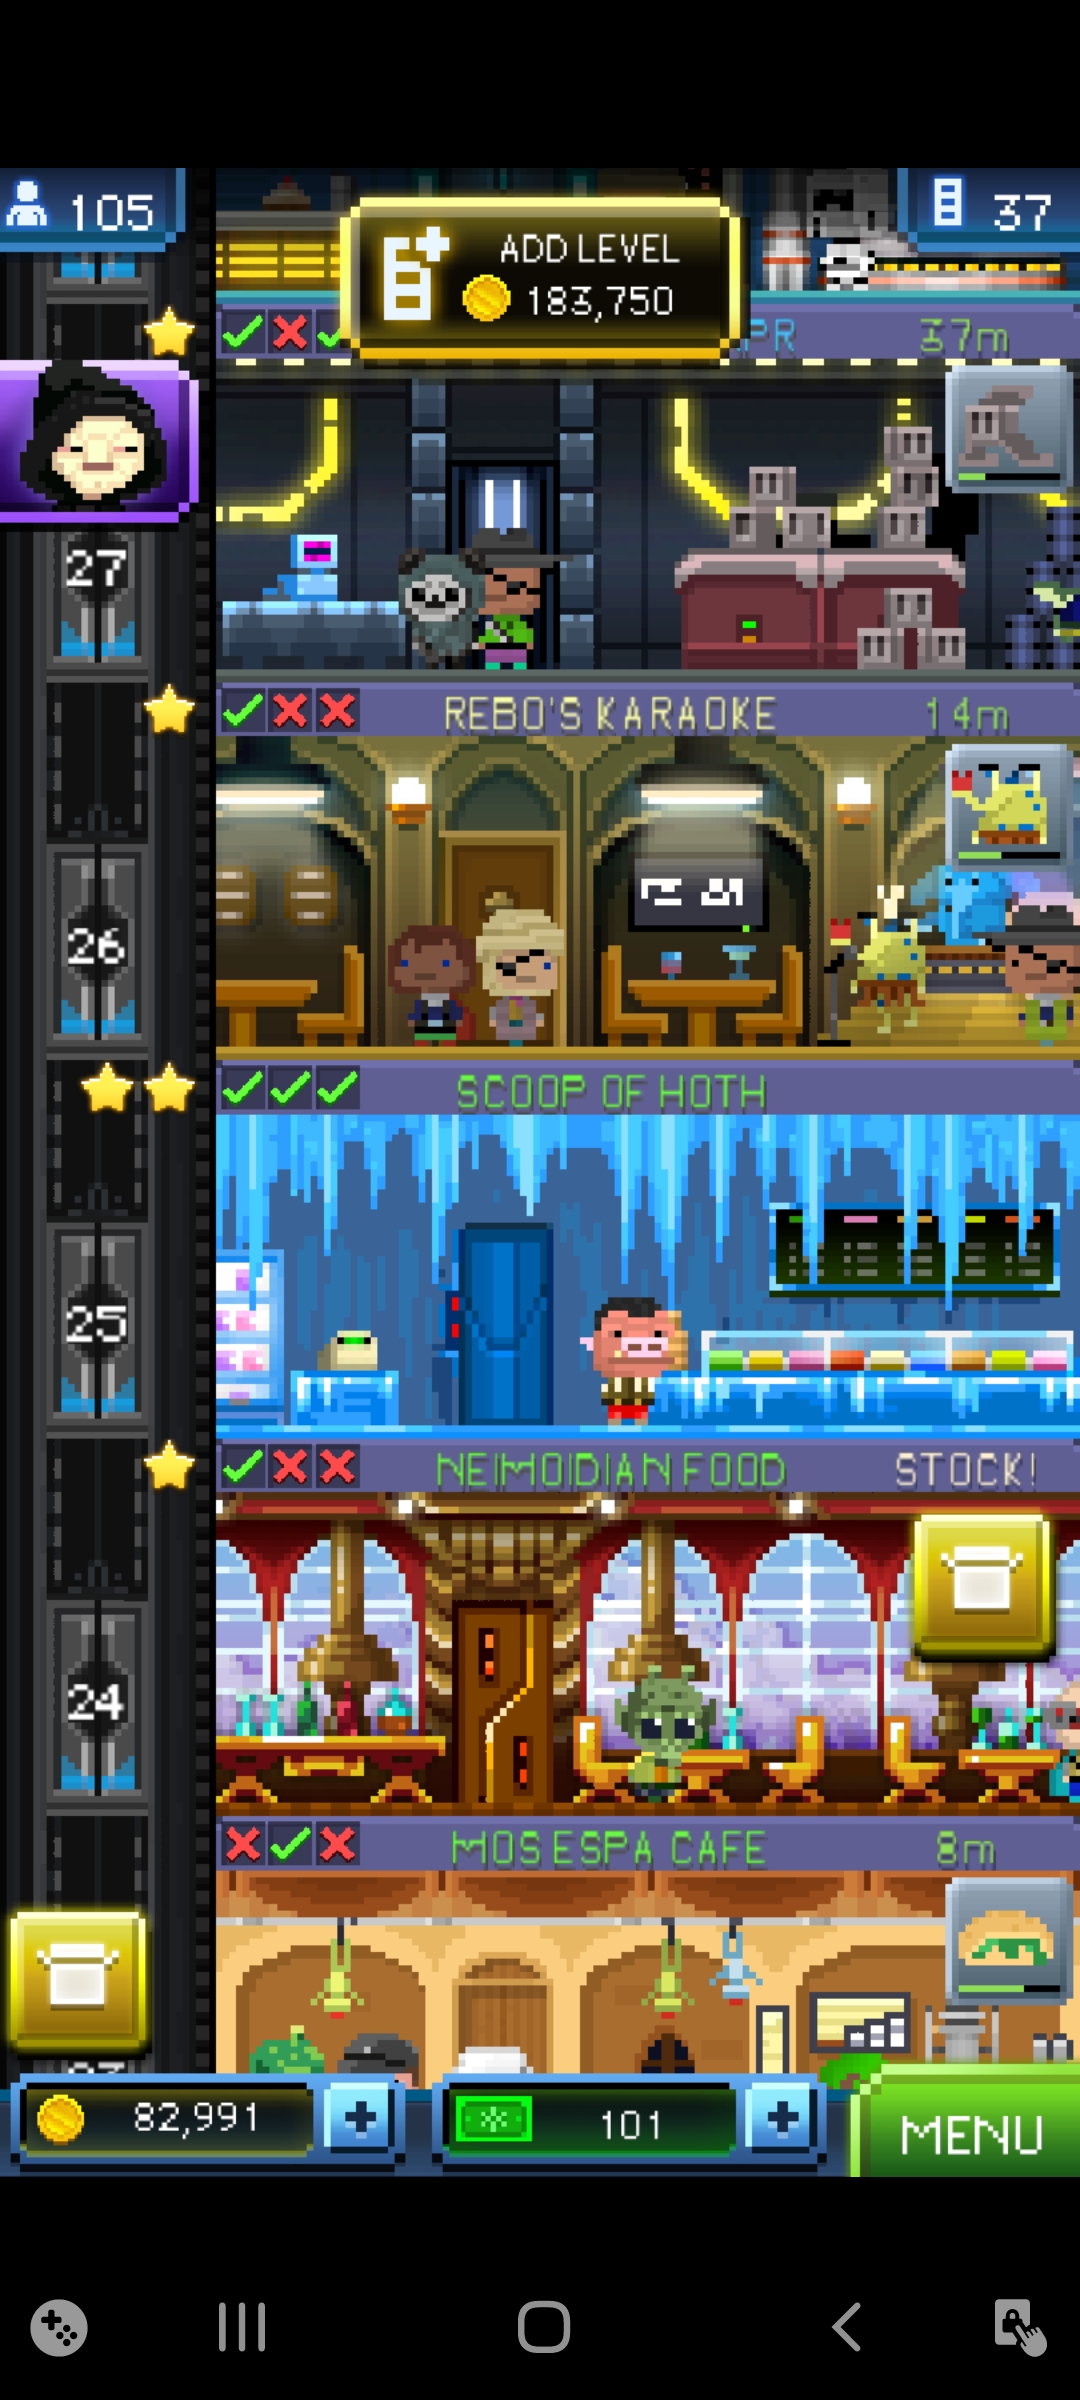 105
ADD LEVEL
183,750
37
PR
37m
27
REBO'S KARAOKE
14m
26
SCOOP OF HOTH
25
NEIMOIDIAN FOOD
STOCK!
24
MOS ESPA CAFE
8m
82,991
101
MENU